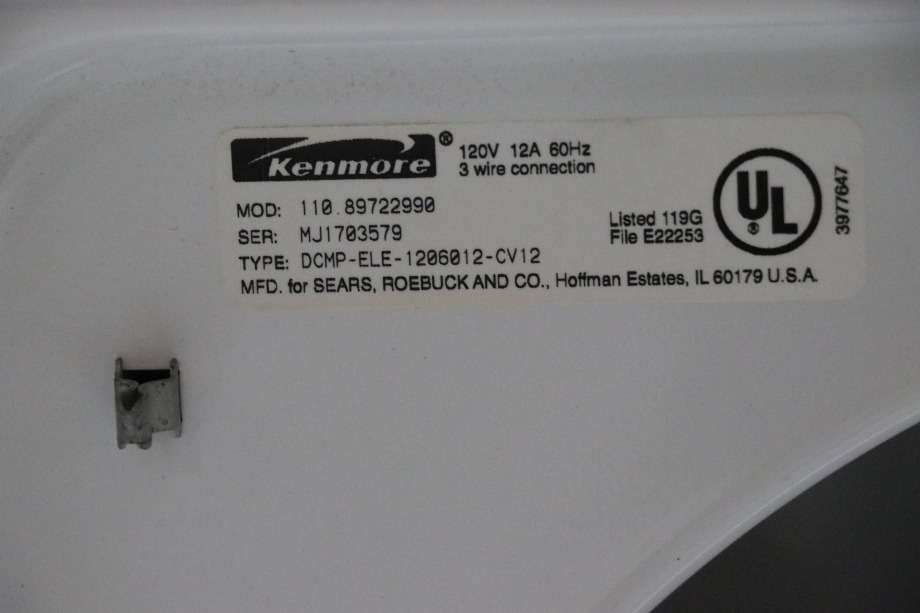 Kenmore®
120V 12A 60Hz
3 wire connection
MOD: 110.89722990
SER: MJ1703579
TYPE: DCMP-ELE-1206012-CV12
MFD. for SEARS, ROEBUCK AND CO., Hoffman Estates, IL 60179 U.S.A.
Listed 119G
File E22253
UL®
3977647